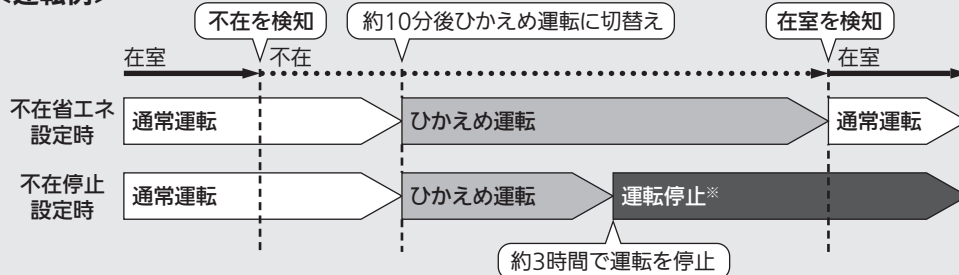 <運転例>
不在を検知
約10分後ひかえめ運転に切替え
在室を検知
在室
不在
在室
不在省エネ
設定時
通常運転
ひかえめ運転
通常運転
不在停止
設定時
通常運転
ひかえめ運転
運転停止※
約3時間で運転を停止